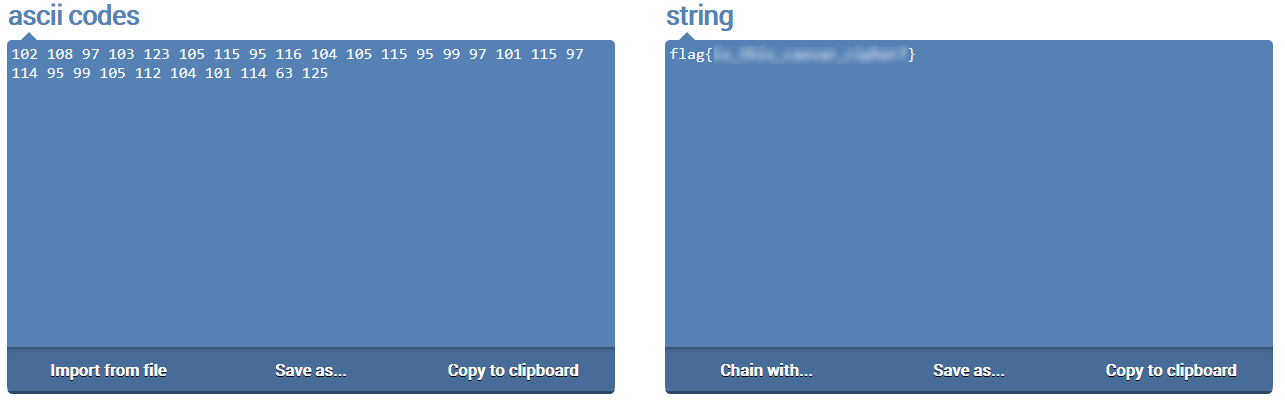 ascii codes
102 108 97 103 123 105 115 95 116 104 105 115 95 99 97 101 115 97
114 95 99 105 112 104 101 114 63 125
Import from file Save as... Copy to clipboard
string
flag{ }
Chain with... Save as... Copy to clipboard